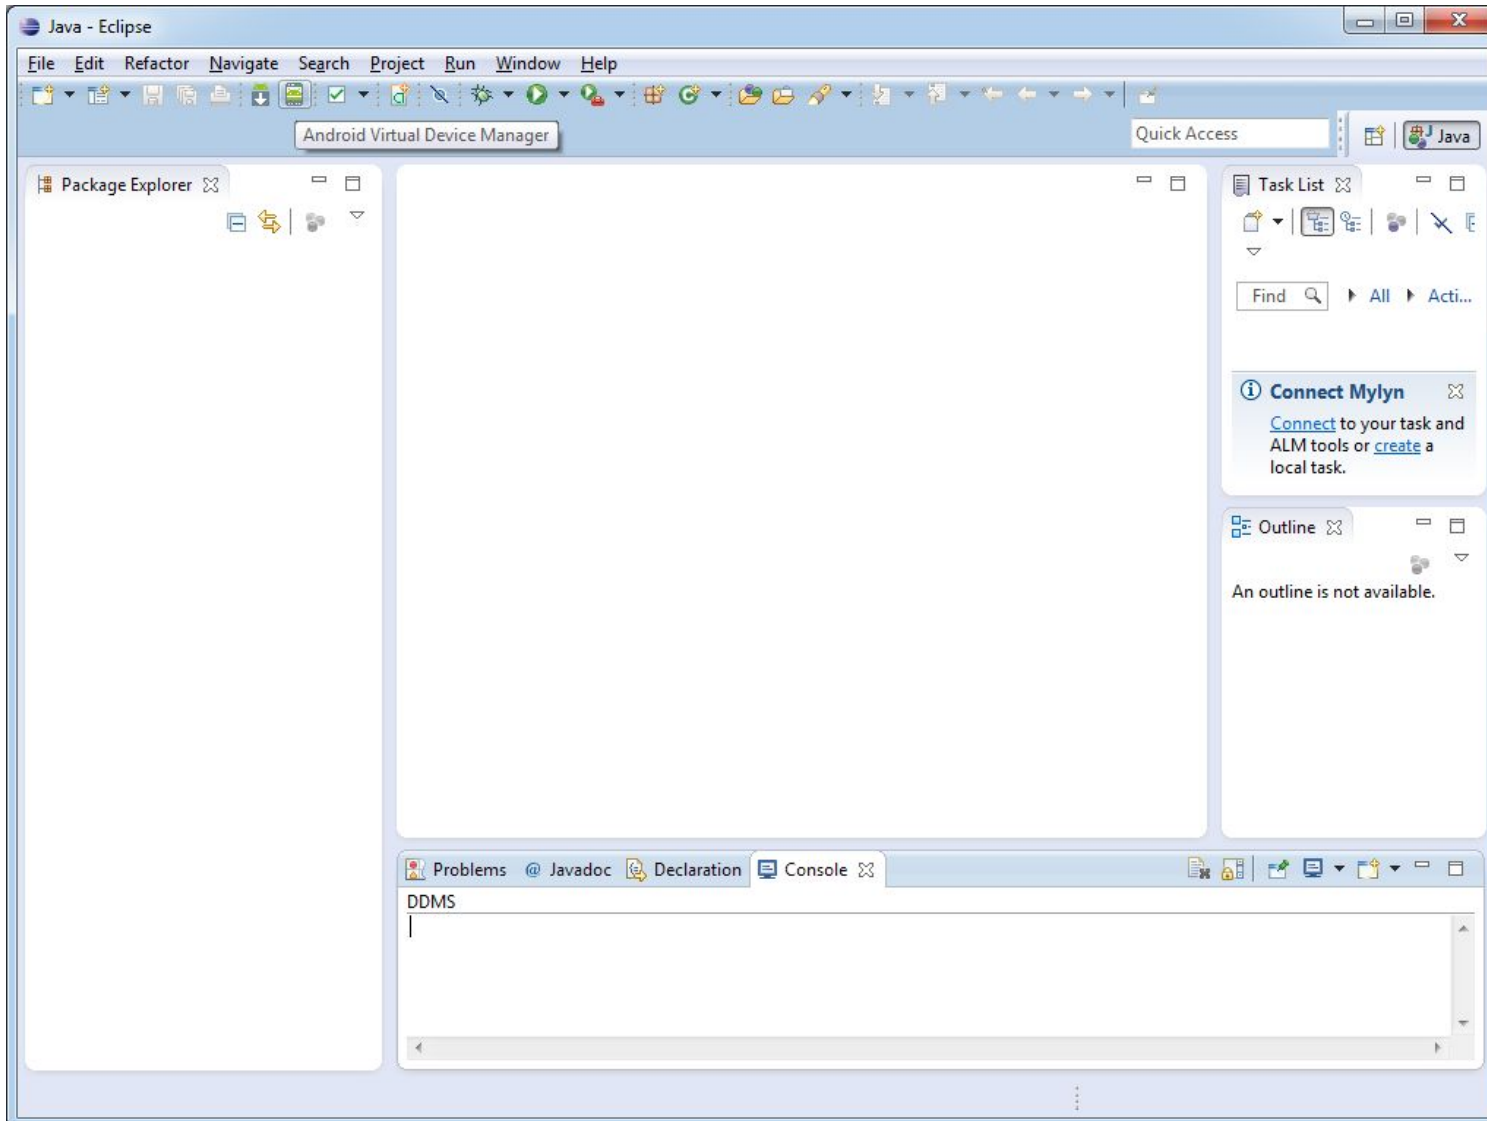 Java - Eclipse
File Edit Refactor Navigate Search Project Run Window Help
Android Virtual Device Manager
Quick Access
Java
Package Explorer
Task List
Find
All
Acti...
Connect Mylyn
Connect to your task and
ALM tools or create a
local task.
Outline
An outline is not available.
Problems @ Javadoc Declaration Console
DDMS